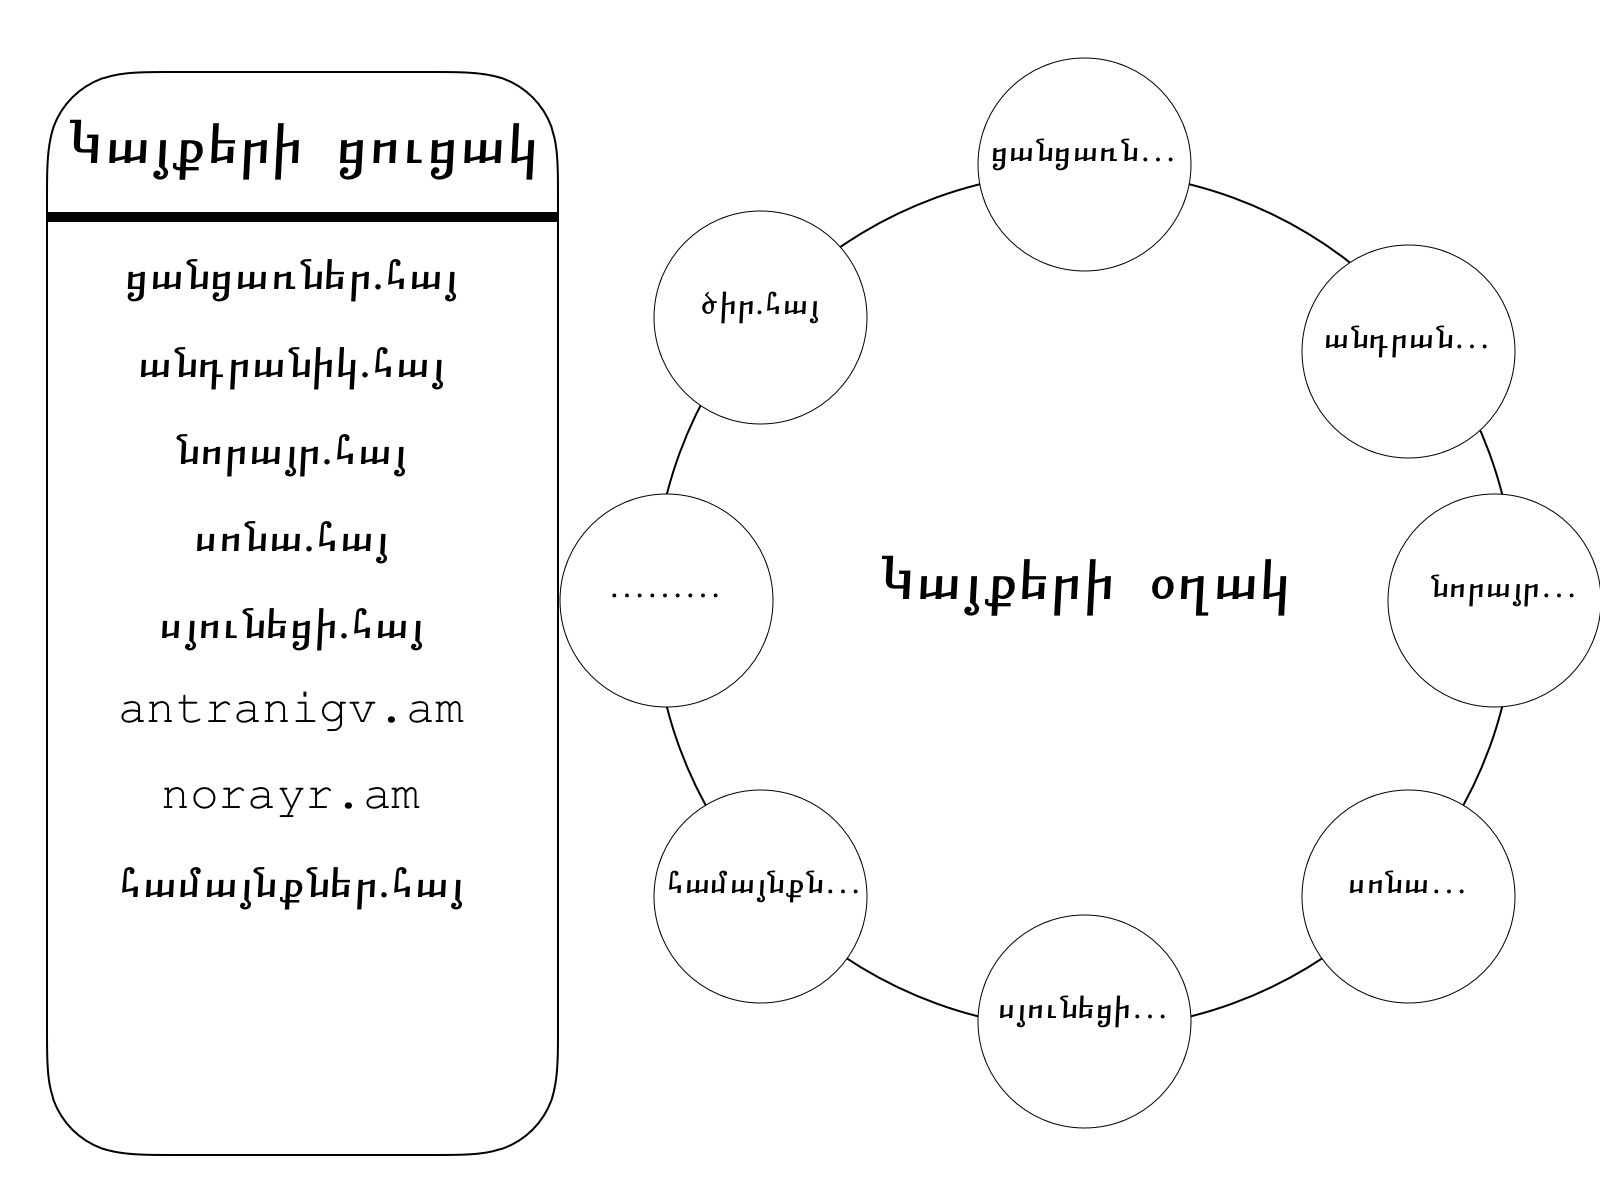 Կայքերի ցուցակ
ցանցառներ.հայ
անդրանիկ.հայ
նորայր.հայ
սոնա.հայ
սյունեցի.հայ
antranigv.am
norayr.am
համայնքներ.հայ
ցանցառն...
անդրան...
նորայր...
սոնա...
սյունեցի...
համայնքն...
.........
ծիր.հայ
Կայքերի օղակ